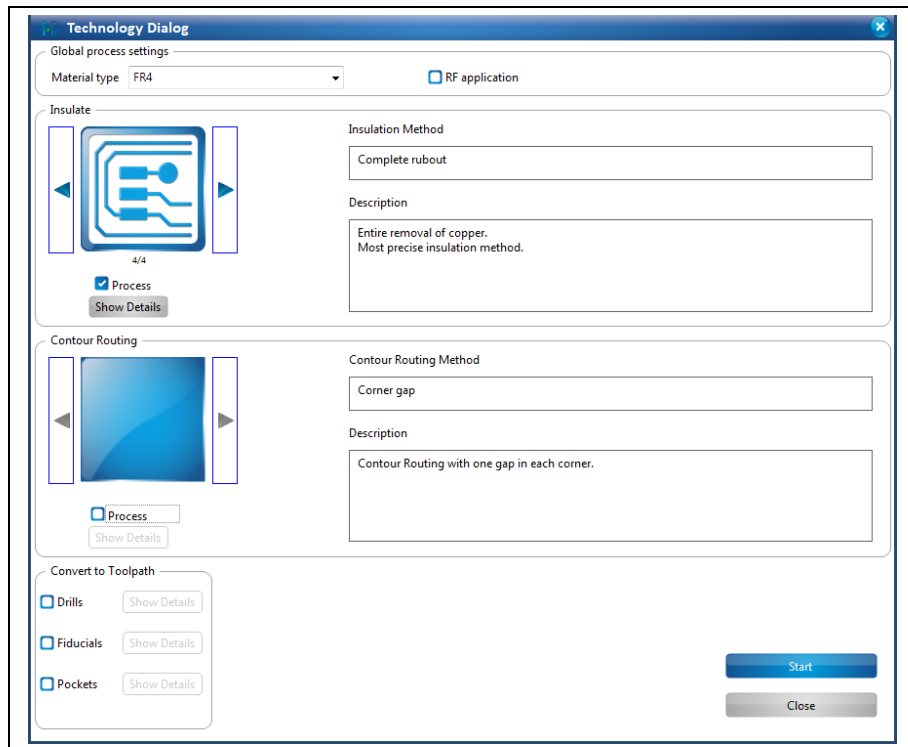 Technology Dialog
Global process settings
Material type FR4 RF application
Insulate
Insulation Method
Complete rubout
Description
Entire removal of copper.
Most precise insulation method.
4/4
Process
Show Details
Contour Routing
Contour Routing Method
Corner gap
Description
Contour Routing with one gap in each corner.
Process
Show Details
Convert to Toolpath
Drills Show Details
Fiducials Show Details
Pockets Show Details
Start
Close